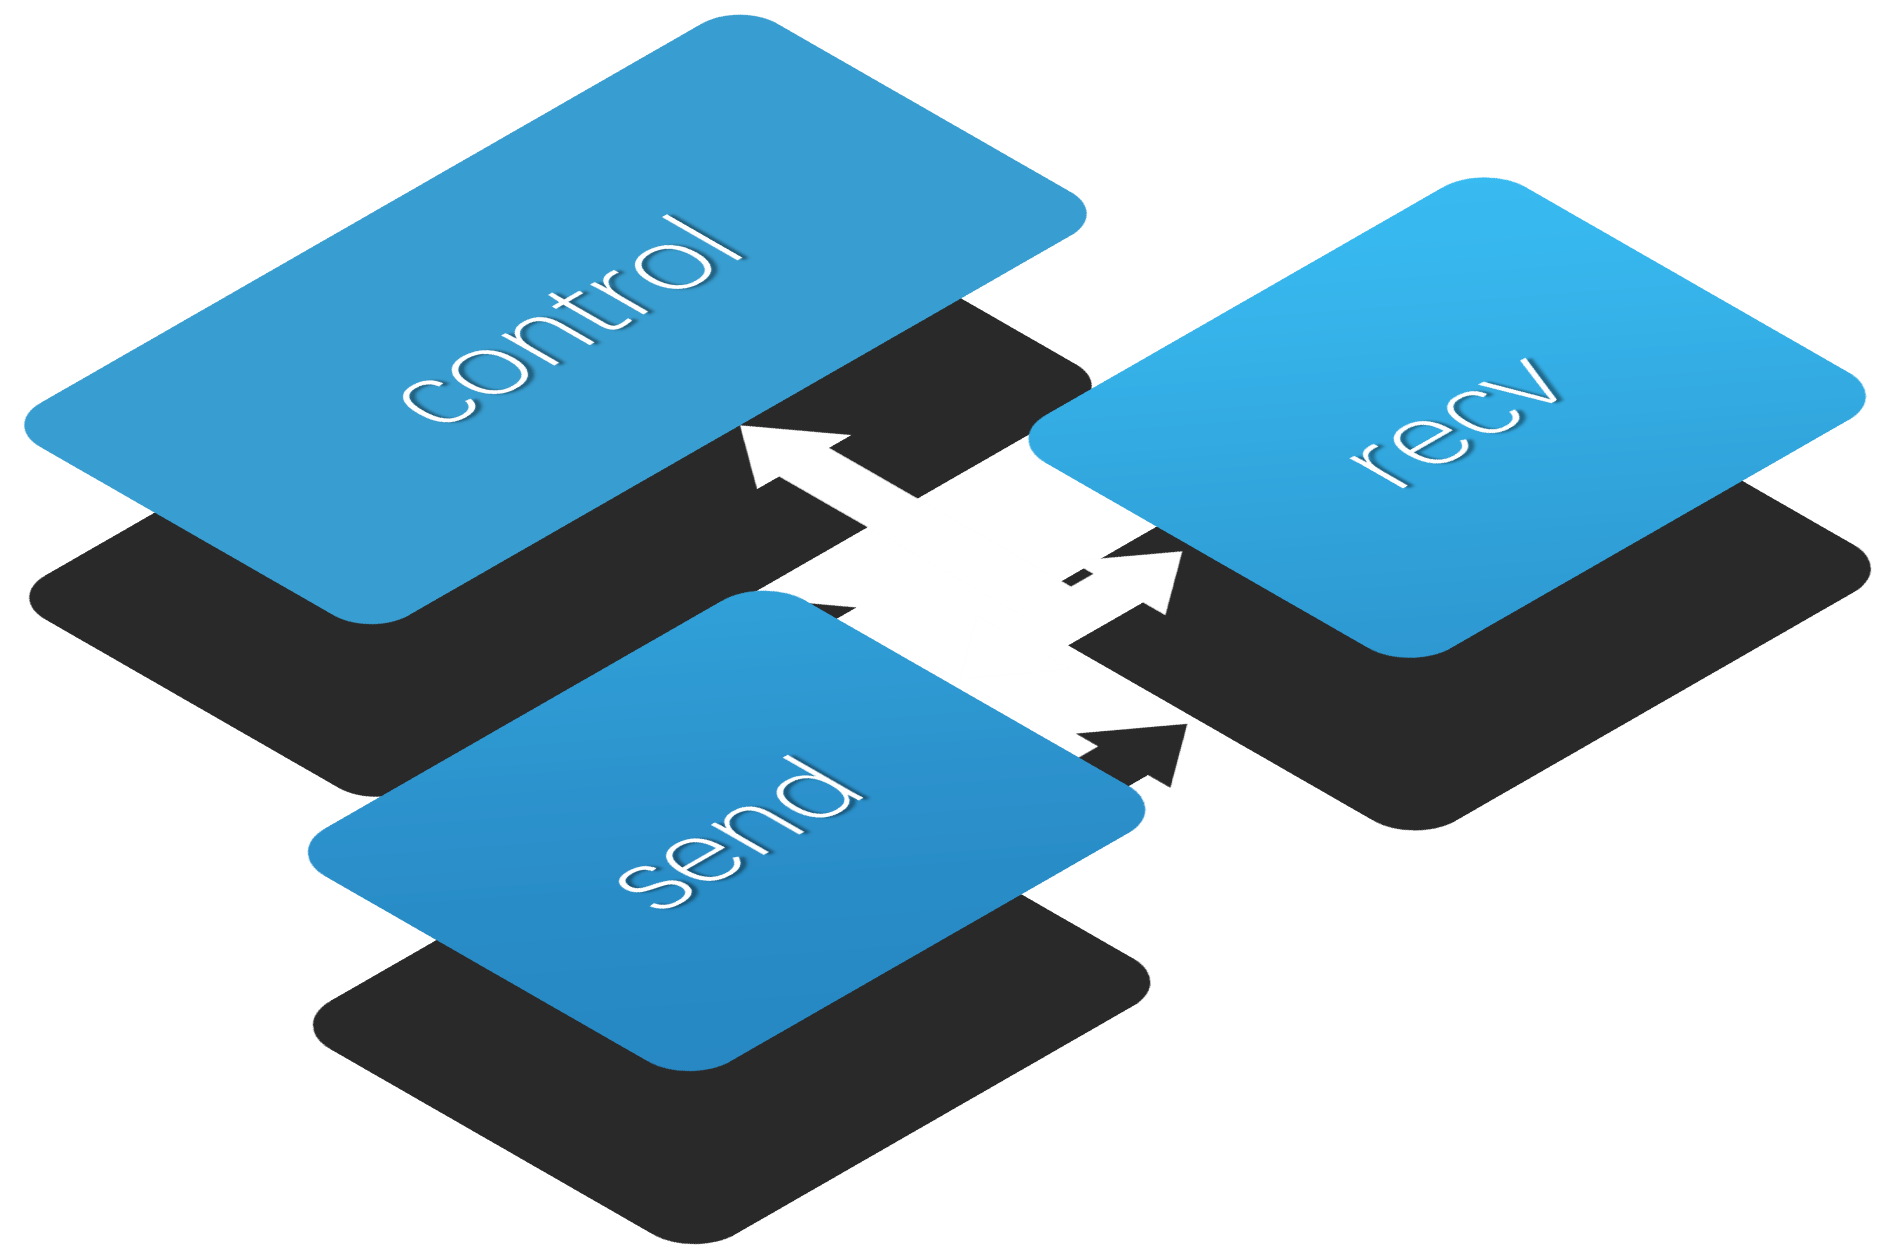 control
recv
send